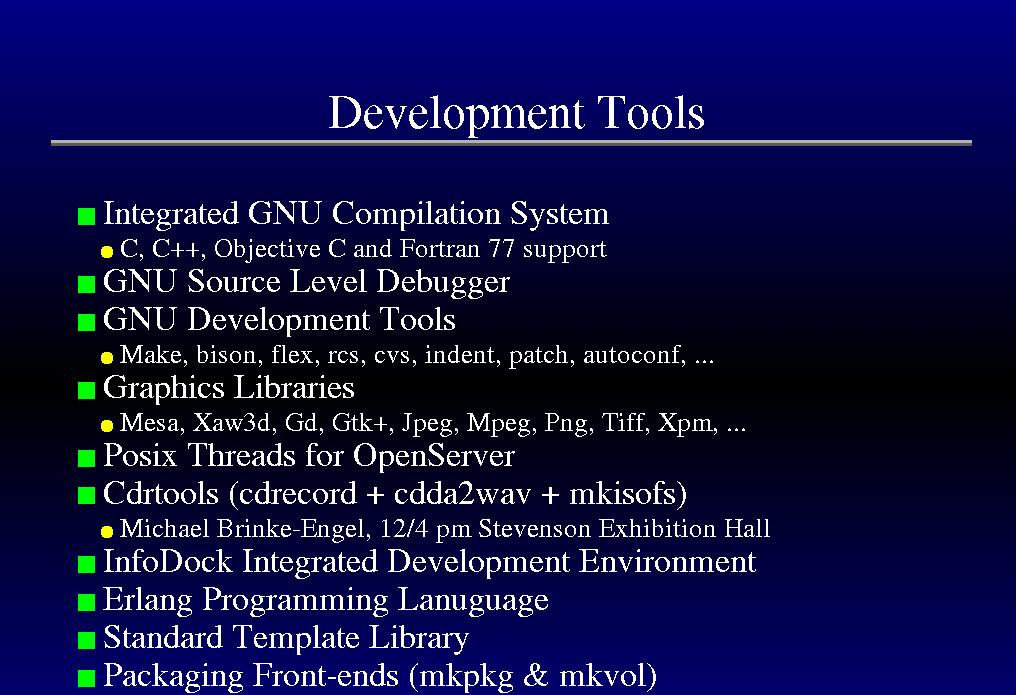 Development Tools
Integrated GNU Compilation System
C, C++, Objective C and Fortran 77 support
GNU Source Level Debugger
GNU Development Tools
Make, bison, flex, rcs, cvs, indent, patch, autoconf, ...
Graphics Libraries
Mesa, Xaw3d, Gd, Gtk+, Jpeg, Mpeg, Png, Tiff, Xpm, ...
Posix Threads for OpenServer
Cdrtools (cdrecord + cdda2wav + mkisofs)
Michael Brinke-Engel, 12/4 pm Stevenson Exhibition Hall
InfoDock Integrated Development Environment
Erlang Programming Lanuguage
Standard Template Library
Packaging Front-ends (mkpkg & mkvol)